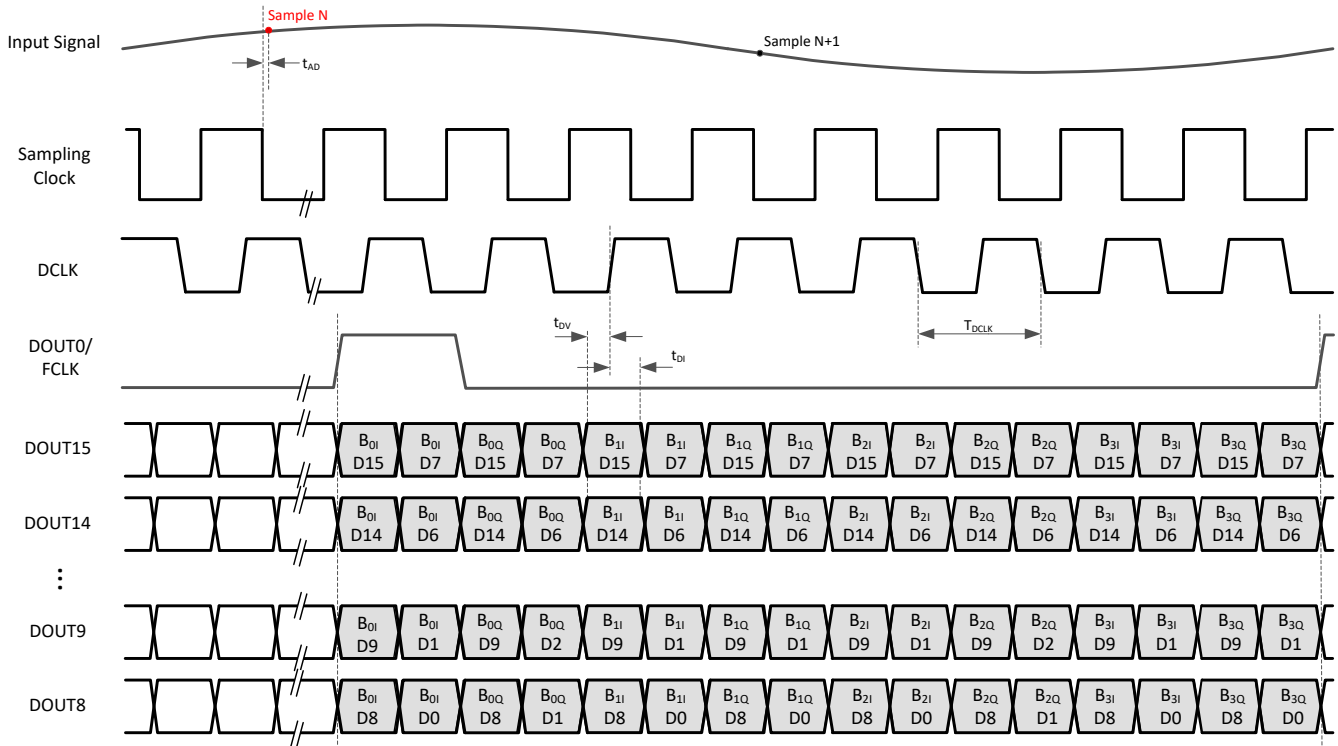 Sample N
Input Signal
Sample N+1
t_AD
Sampling
Clock
DCLK
t_DV
T_DCLK
DOUT0/
FCLK
t_DI
DOUT15
B0I B0I B0Q B0Q B1I B1I B1Q B1Q B2I B2I B2Q B2Q B3I B3I B3Q B3Q
D15 D7 D15 D7 D15 D7 D15 D7 D15 D7 D15 D7 D15 D7 D15 D7
DOUT14
B0I B0I B0Q B0Q B1I B1I B1Q B1Q B2I B2I B2Q B2Q B3I B3I B3Q B3Q
D14 D6 D14 D6 D14 D6 D14 D6 D14 D6 D14 D6 D14 D6 D14 D6
⋮
DOUT9
B0I B0I B0Q B0Q B1I B1I B1Q B1Q B2I B2I B2Q B2Q B3I B3I B3Q B3Q
D9 D1 D9 D2 D9 D1 D9 D1 D9 D1 D9 D2 D9 D1 D9 D1
DOUT8
B0I B0I B0Q B0Q B1I B1I B1Q B1Q B2I B2I B2Q B2Q B3I B3I B3Q B3Q
D8 D0 D8 D1 D8 D0 D8 D0 D8 D0 D8 D1 D8 D0 D8 D0